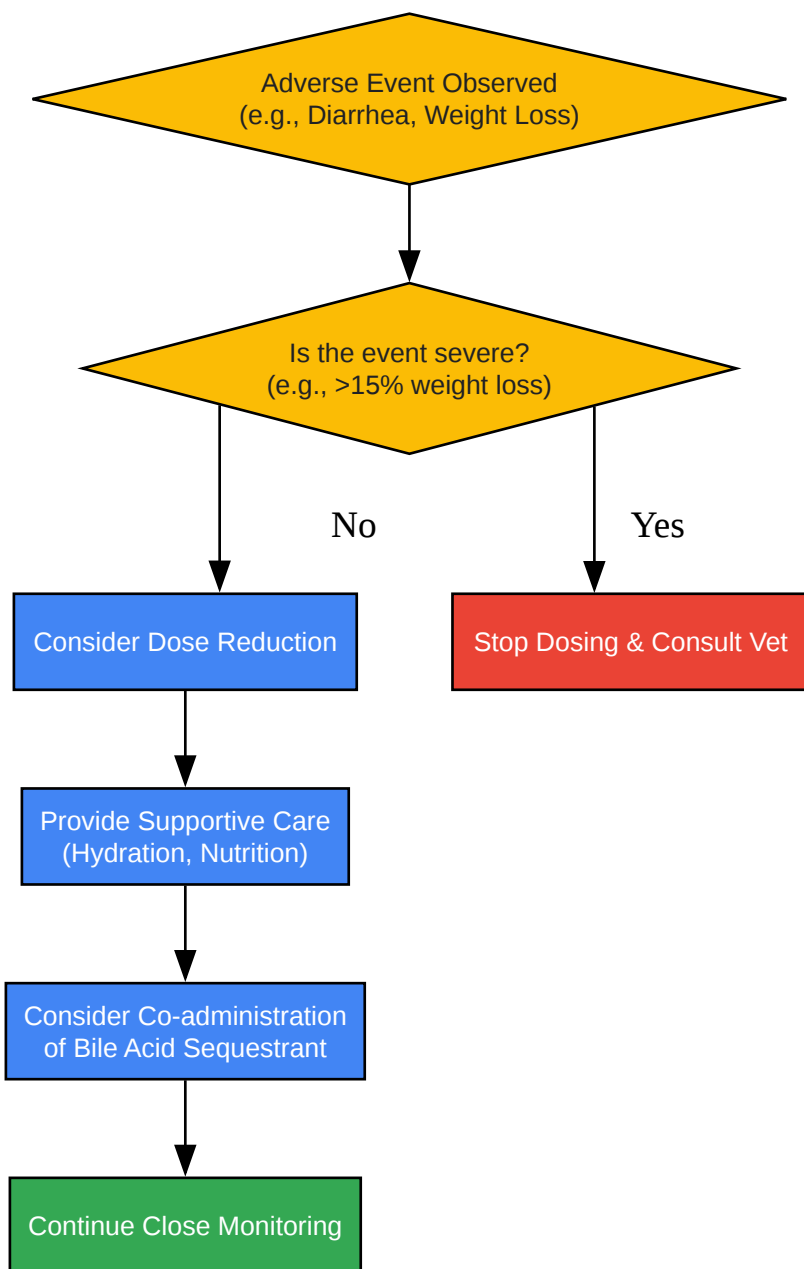 Adverse Event Observed
(e.g., Diarrhea, Weight Loss)
Is the event severe?
(e.g., >15% weight loss)
No
Yes
Consider Dose Reduction
Stop Dosing & Consult Vet
Provide Supportive Care
(Hydration, Nutrition)
Consider Co-administration
of Bile Acid Sequestrant
Continue Close Monitoring